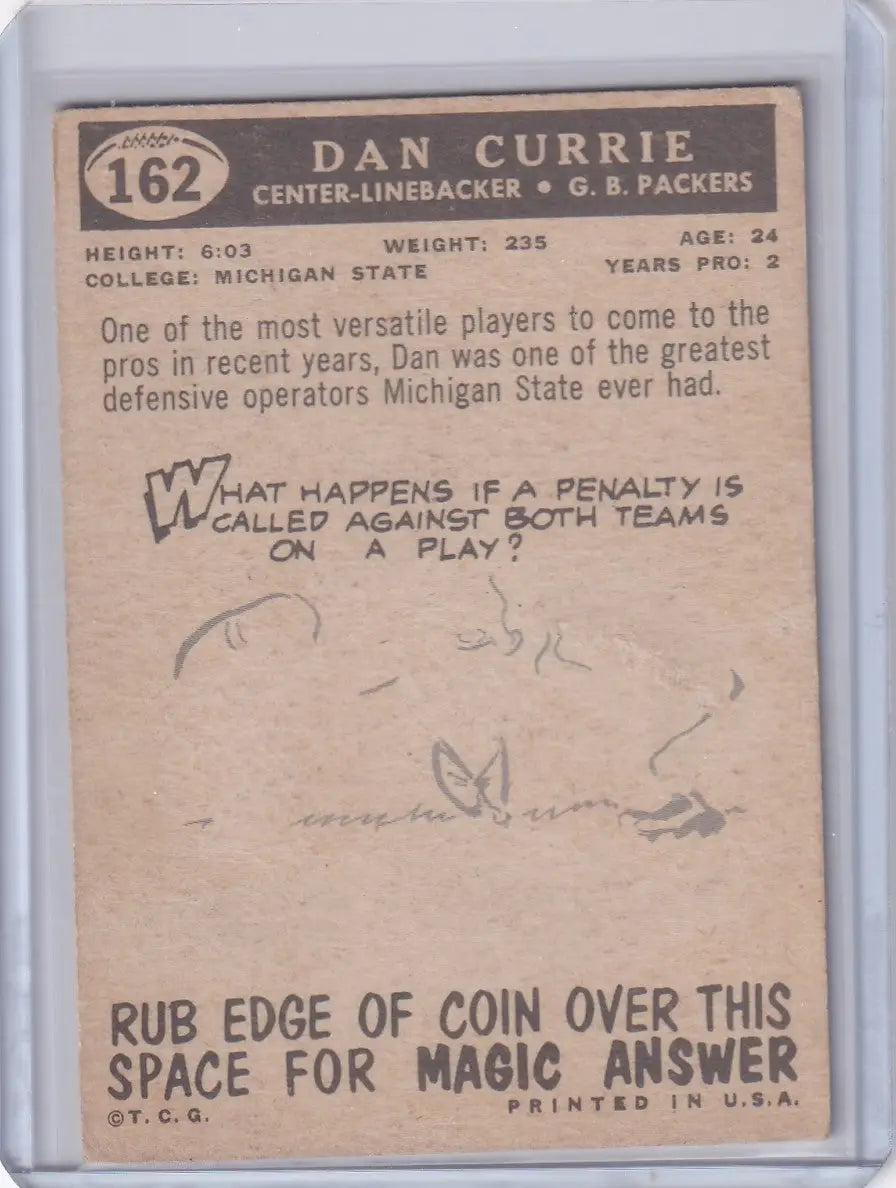 162
DAN CURRIE
CENTER-LINEBACKER • G. B. PACKERS
HEIGHT: 6:03 WEIGHT: 235 AGE: 24
COLLEGE: MICHIGAN STATE YEARS PRO: 2
One of the most versatile players to come to the
pros in recent years, Dan was one of the greatest
defensive operators Michigan State ever had.
WHAT HAPPENS IF A PENALTY IS
CALLED AGAINST BOTH TEAMS
ON A PLAY?
RUB EDGE OF COIN OVER THIS
SPACE FOR MAGIC ANSWER
©T. C. G. PRINTED IN U.S.A.